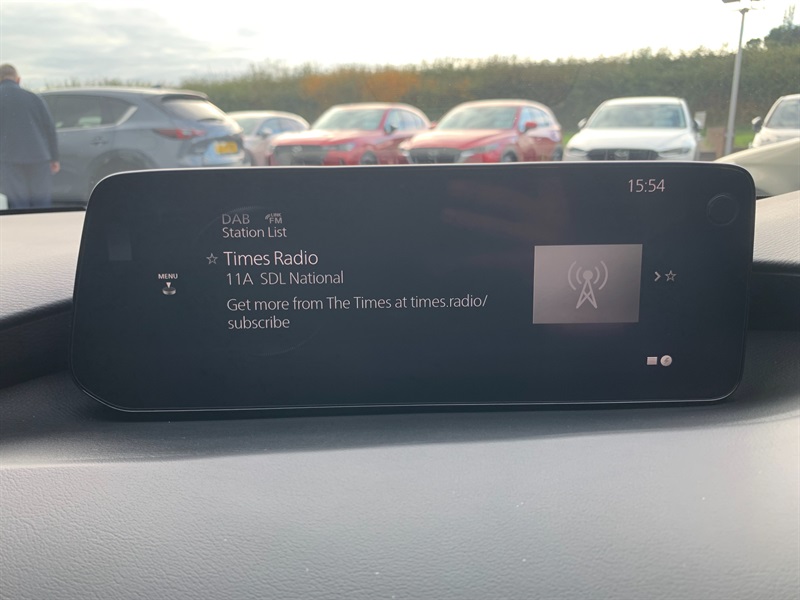 15:54
DAB FM
Station List
☆ Times Radio
11A SDL National
MENU
Get more from The Times at times.radio/
subscribe